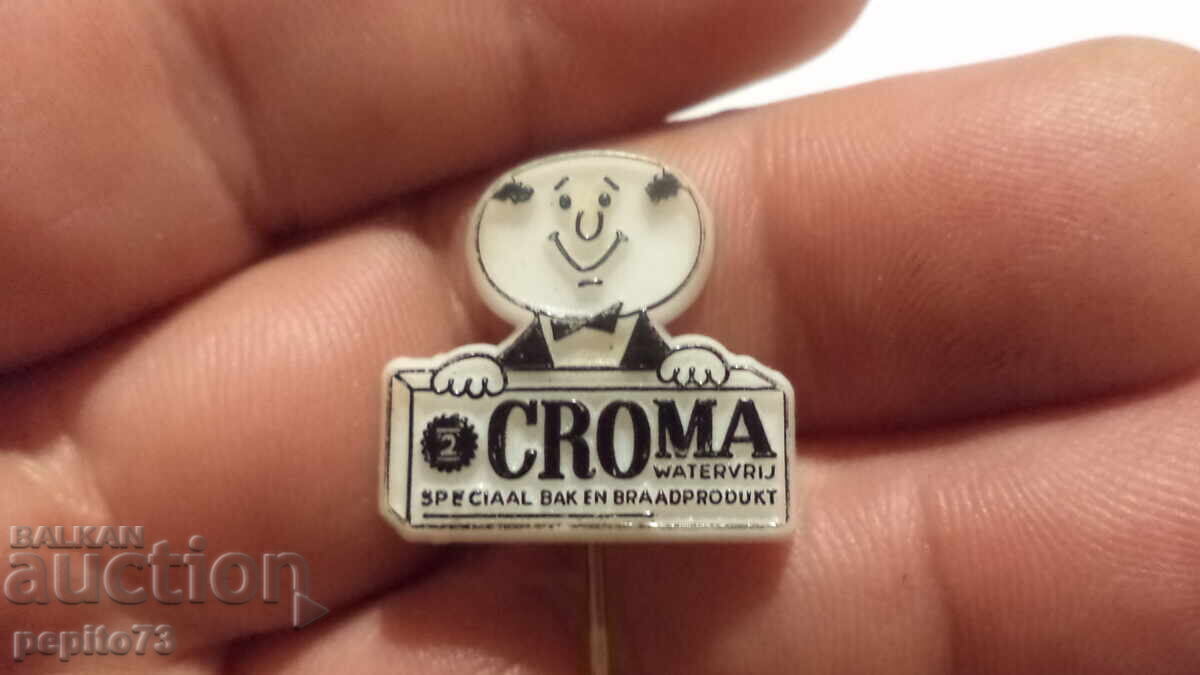 2 CROMA
WATERVRIJ
SPECIAAL BAK EN BRAADPRODUKT
BALKAN
auction
pepito73